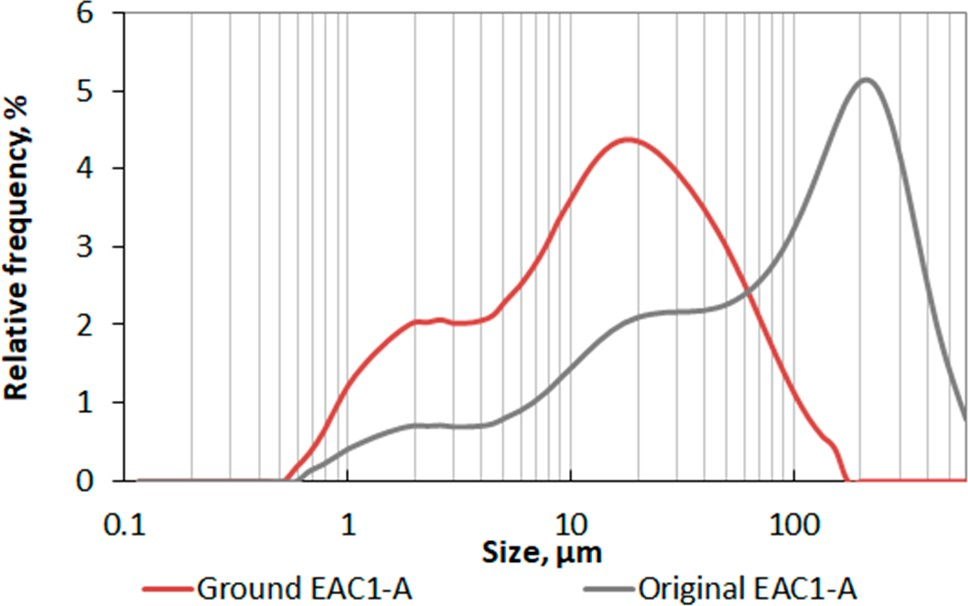 6
5
4
3
2
1
0
Relative frequency, %
0.1 1 10 100
Size, µm
Ground EAC1-A Original EAC1-A